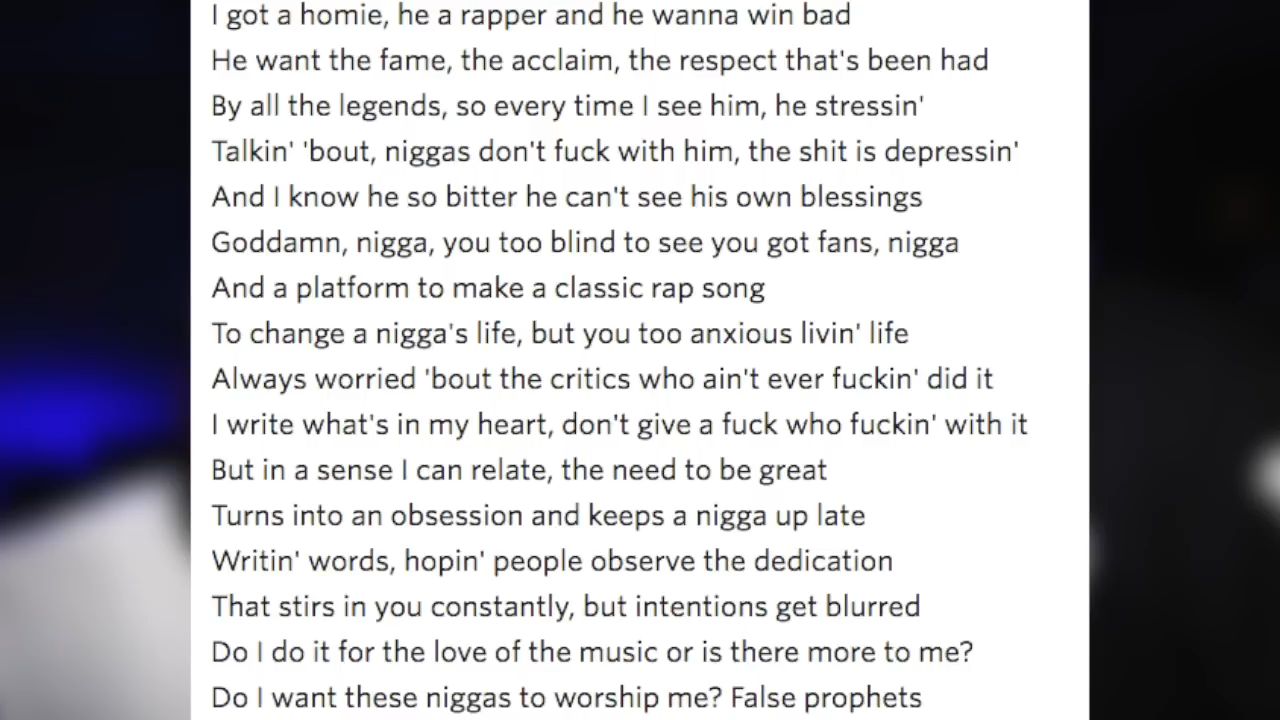 I got a homie, he a rapper and he wanna win bad
He want the fame, the acclaim, the respect that's been had
By all the legends, so every time I see him, he stressin'
Talkin' 'bout, niggas don't fuck with him, the shit is depressin'
And I know he so bitter he can't see his own blessings
Goddamn, nigga, you too blind to see you got fans, nigga
And a platform to make a classic rap song
To change a nigga's life, but you too anxious livin' life
Always worried 'bout the critics who ain't ever fuckin' did it
I write what's in my heart, don't give a fuck who fuckin' with it
But in a sense I can relate, the need to be great
Turns into an obsession and keeps a nigga up late
Writin' words, hopin' people observe the dedication
That stirs in you constantly, but intentions get blurred
Do I do it for the love of the music or is there more to me?
Do I want these niggas to worship me? False prophets